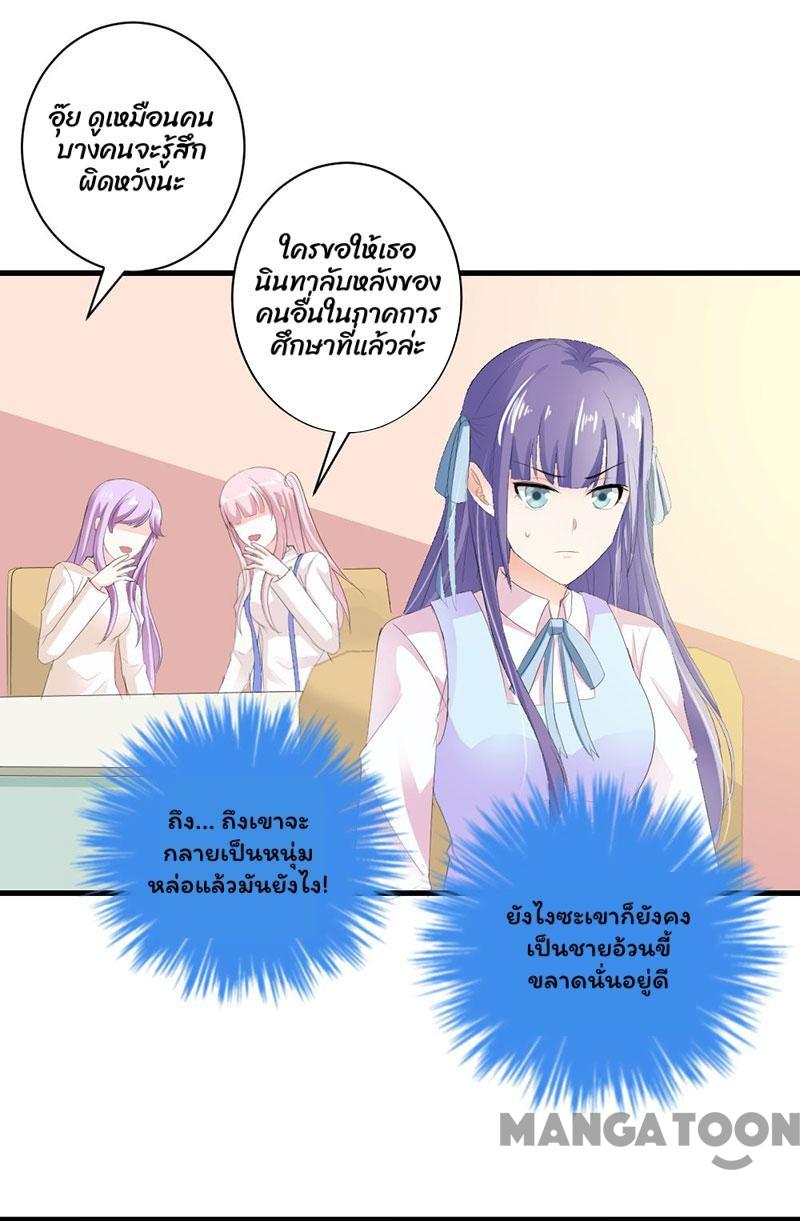 อุ๊ย ดูเหมือนคน
บางคนจะรู้สึก
ผิดหวังนะ
ใครขอให้เธอ
นินทาลับหลังของ
คนอื่นในภาคการ
ศึกษาที่แล้วล่ะ
ถึง... ถึงเขาจะ
กลายเป็นหนุ่ม
หล่อแล้วมันยังไง!
ยังไงซะเขาก็ยังคง
เป็นชายอ้วนขี้
ขลาดนั่นอยู่ดี
MANGATOON